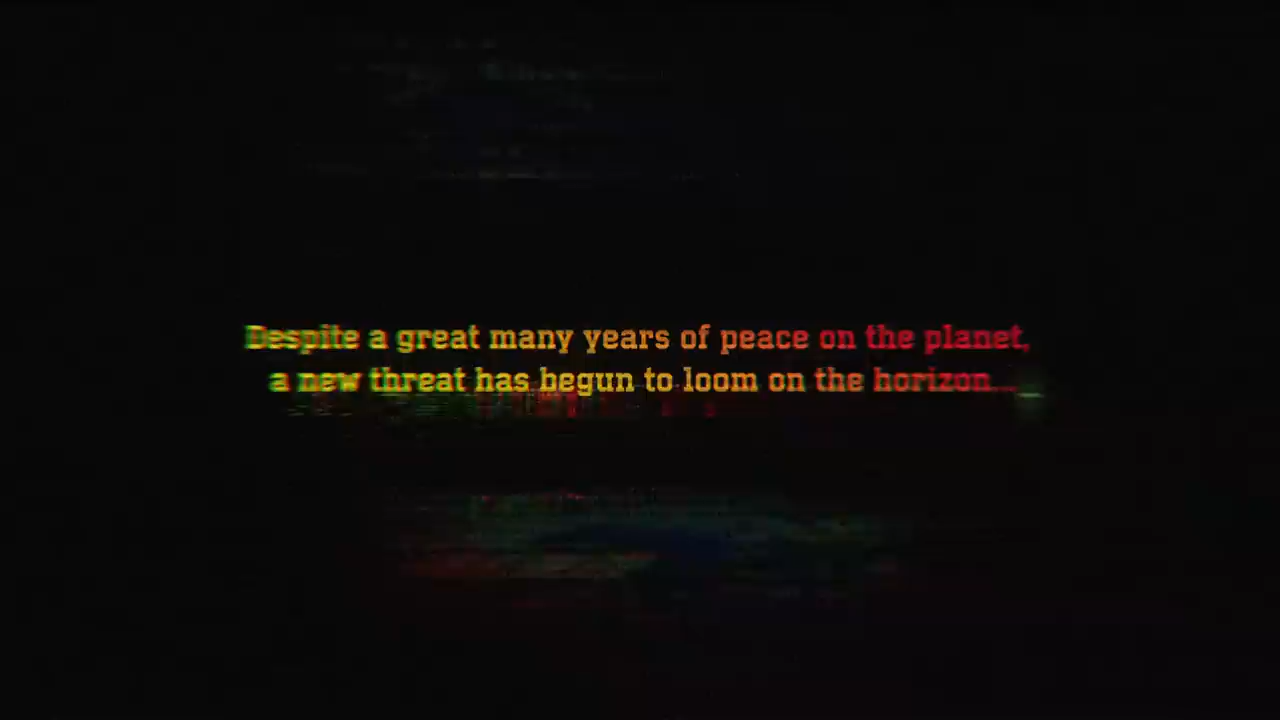 Despite a great many years of peace on the planet,
a new threat has begun to loom on the horizon...